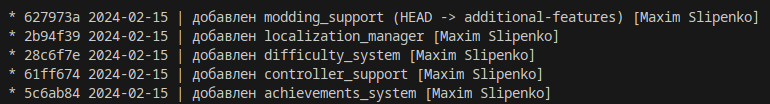 * 627973a 2024-02-15 | добавлен modding_support (HEAD -> additional-features) [Maxim Slipenko]
* 2b94f39 2024-02-15 | добавлен localization_manager [Maxim Slipenko]
* 28c6f7e 2024-02-15 | добавлен difficulty_system [Maxim Slipenko]
* 61ff674 2024-02-15 | добавлен controller_support [Maxim Slipenko]
* 5c6ab84 2024-02-15 | добавлен achievements_system [Maxim Slipenko]